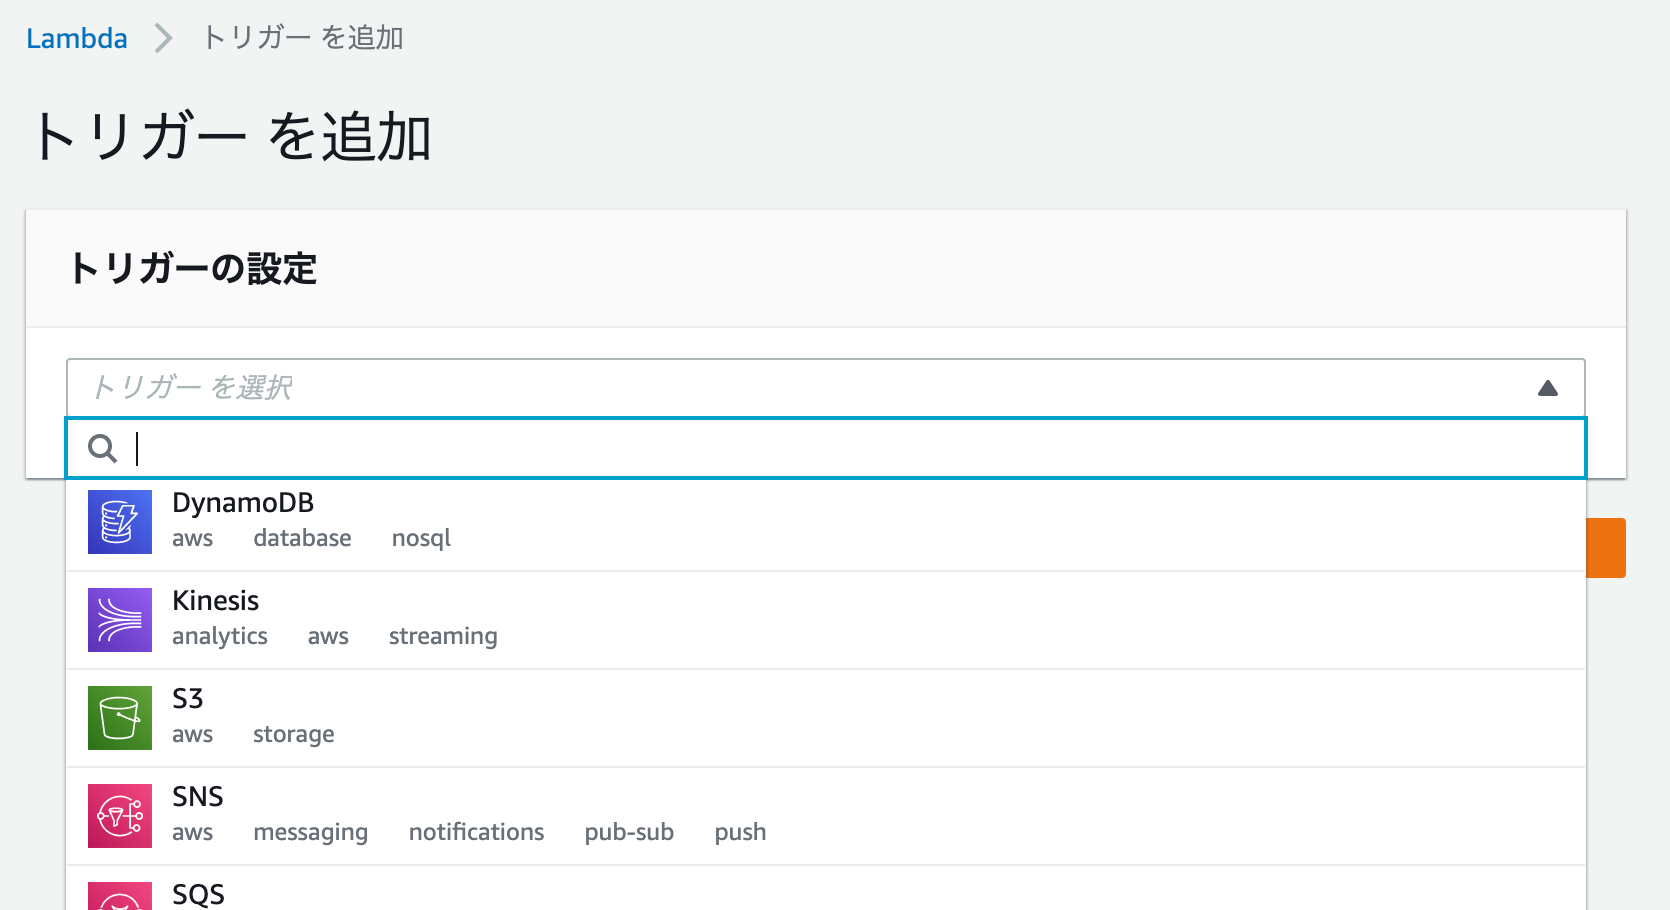 Lambda トリガー を追加
トリガー を追加
トリガーの設定
トリガー を選択
DynamoDB
aws database nosql
Kinesis
analytics aws streaming
S3
aws storage
SNS
aws messaging notifications pub-sub push
SQS